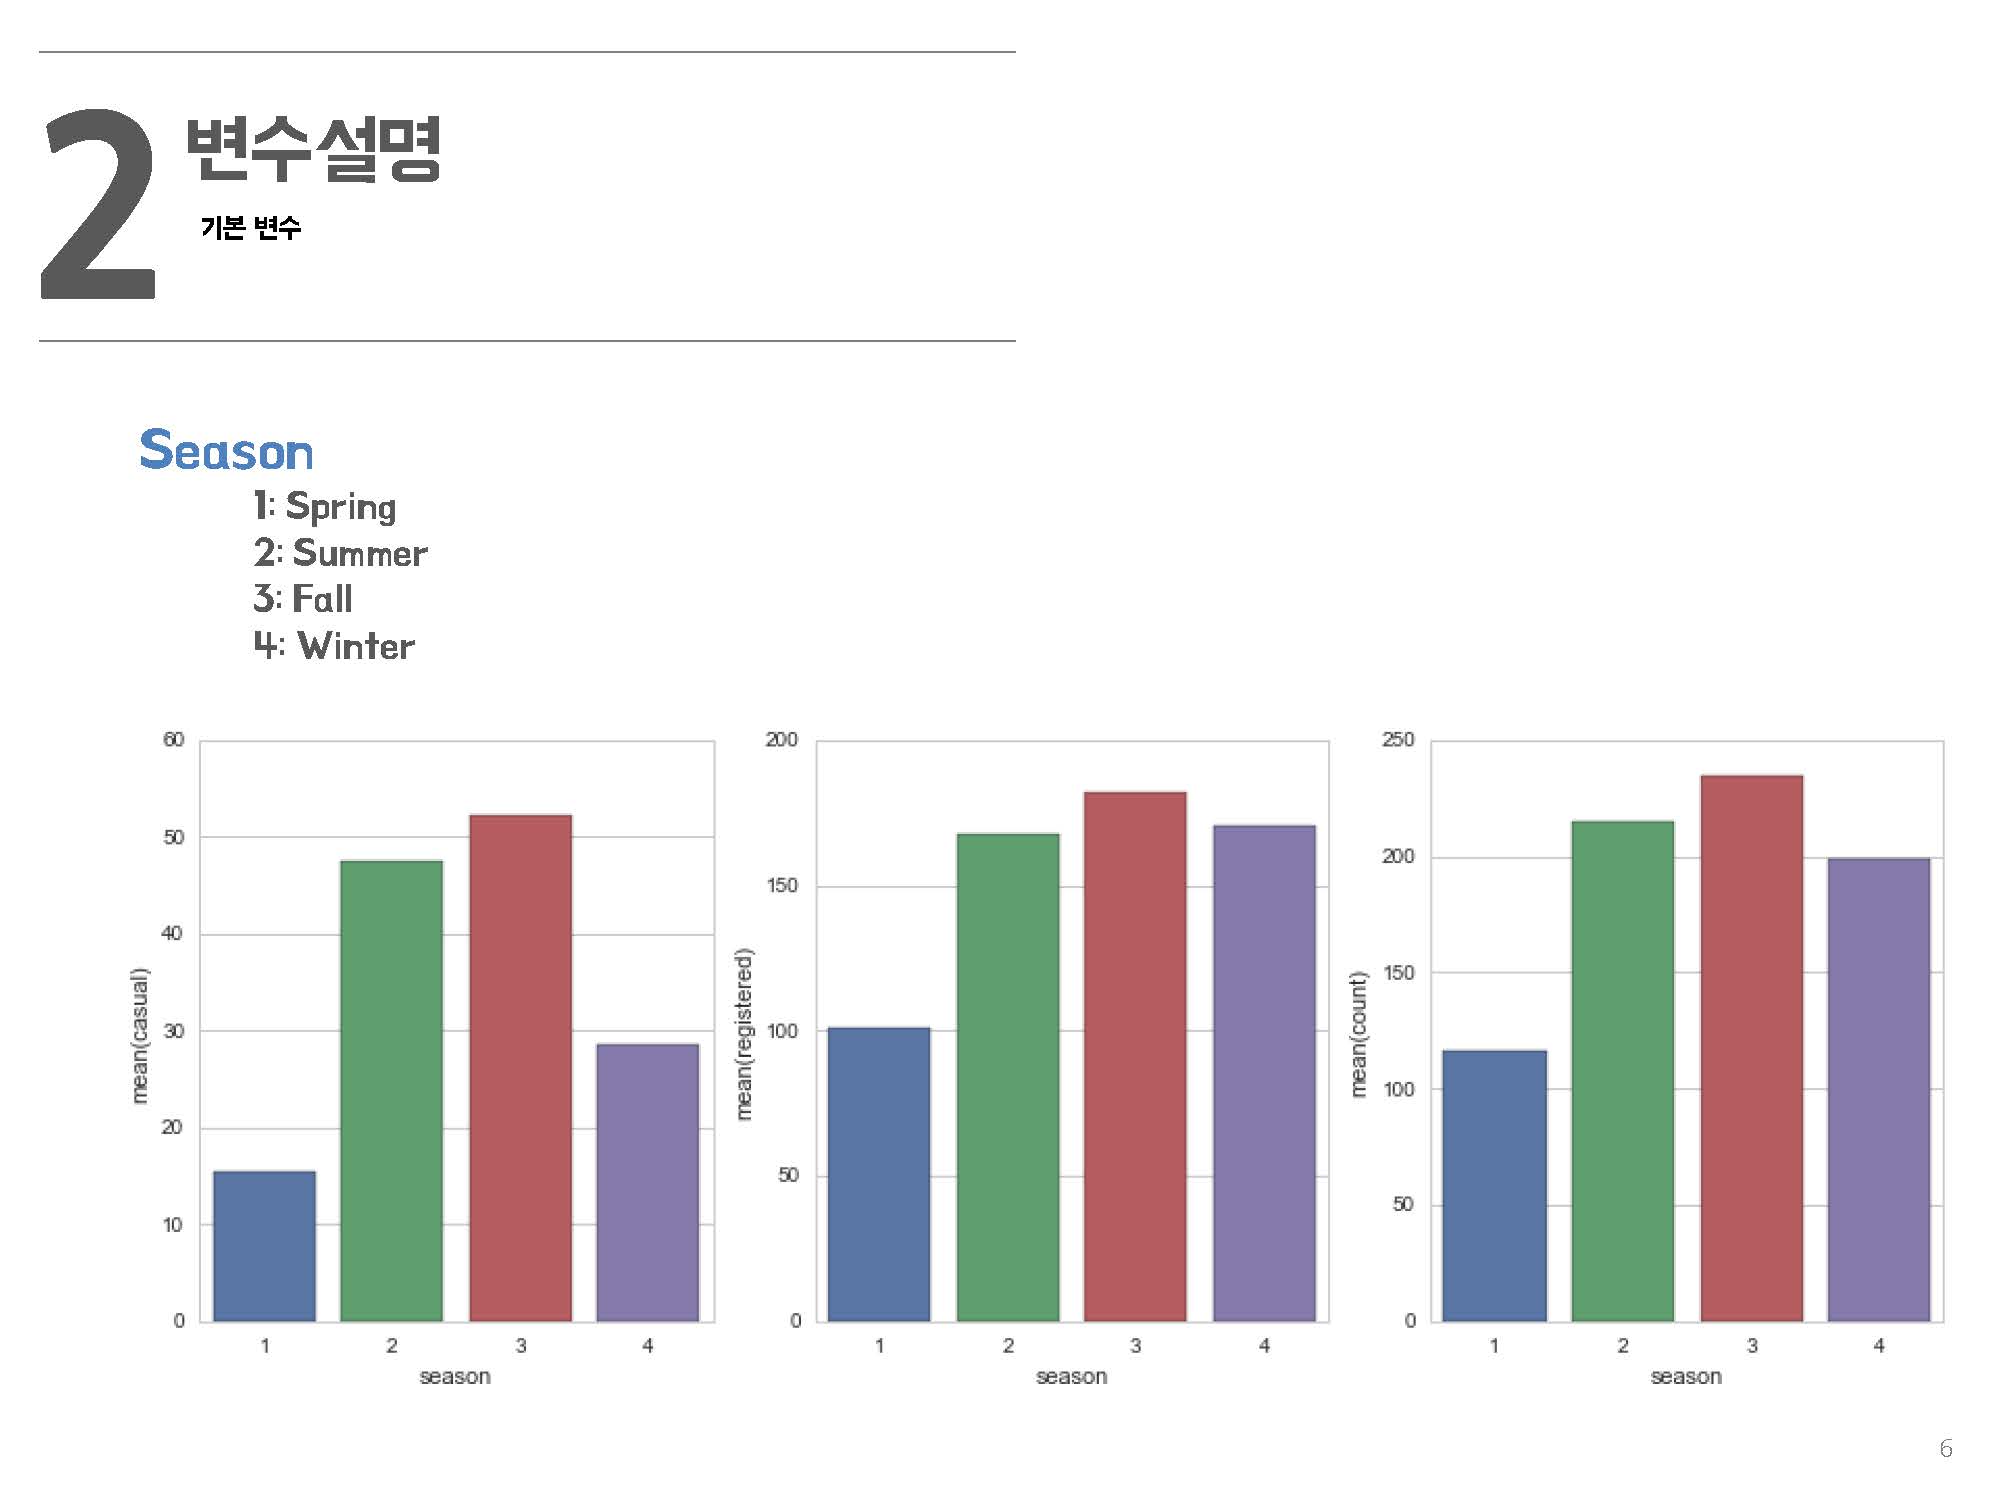 2
변수설명
기본 변수
Season
1: Spring
2: Summer
3: Fall
4: Winter
60
50
40
30
20
10
0
mean(casual)
1 2 3 4
season
200
150
100
50
0
mean(registered)
1 2 3 4
season
250
200
150
100
50
0
mean(count)
1 2 3 4
season
6